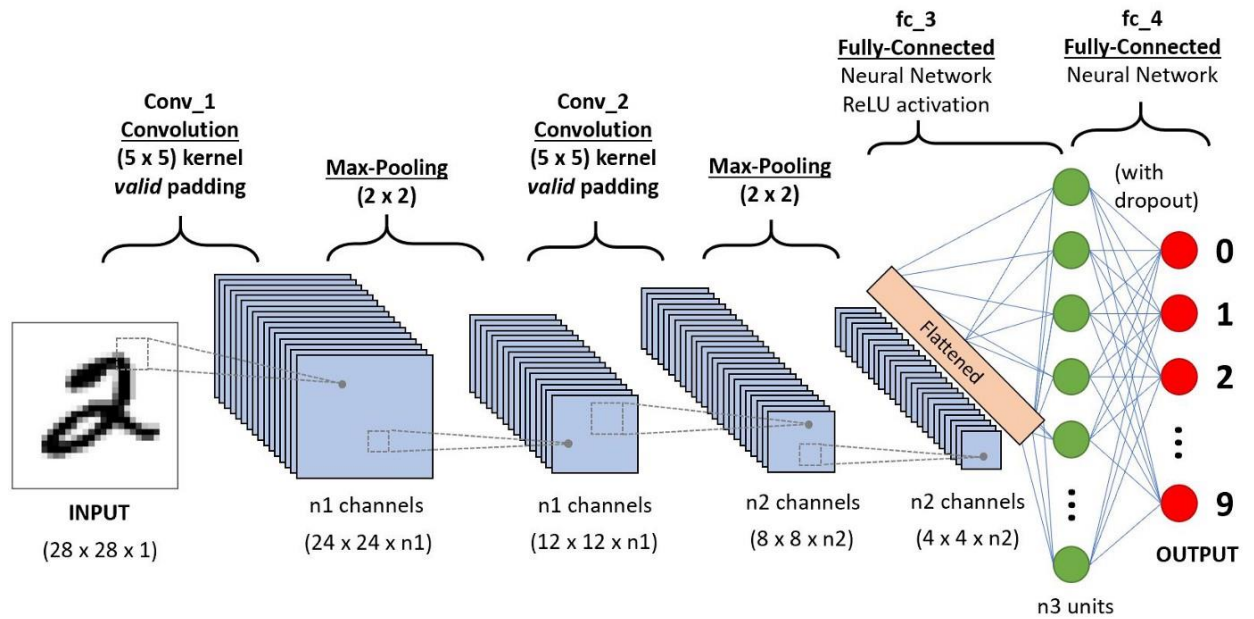 fc_3
Fully-Connected
Neural Network
ReLU activation
fc_4
Fully-Connected
Neural Network
Conv_1
Convolution
(5 x 5) kernel
valid padding
Max-Pooling
(2 x 2)
Conv_2
Convolution
(5 x 5) kernel
valid padding
Max-Pooling
(2 x 2)
(with
dropout)
Flattened
0
1
2
9
INPUT
(28 x 28 x 1)
n1 channels
(24 x 24 x n1)
n1 channels
(12 x 12 x n1)
n2 channels
(8 x 8 x n2)
n2 channels
(4 x 4 x n2)
n3 units
OUTPUT
2